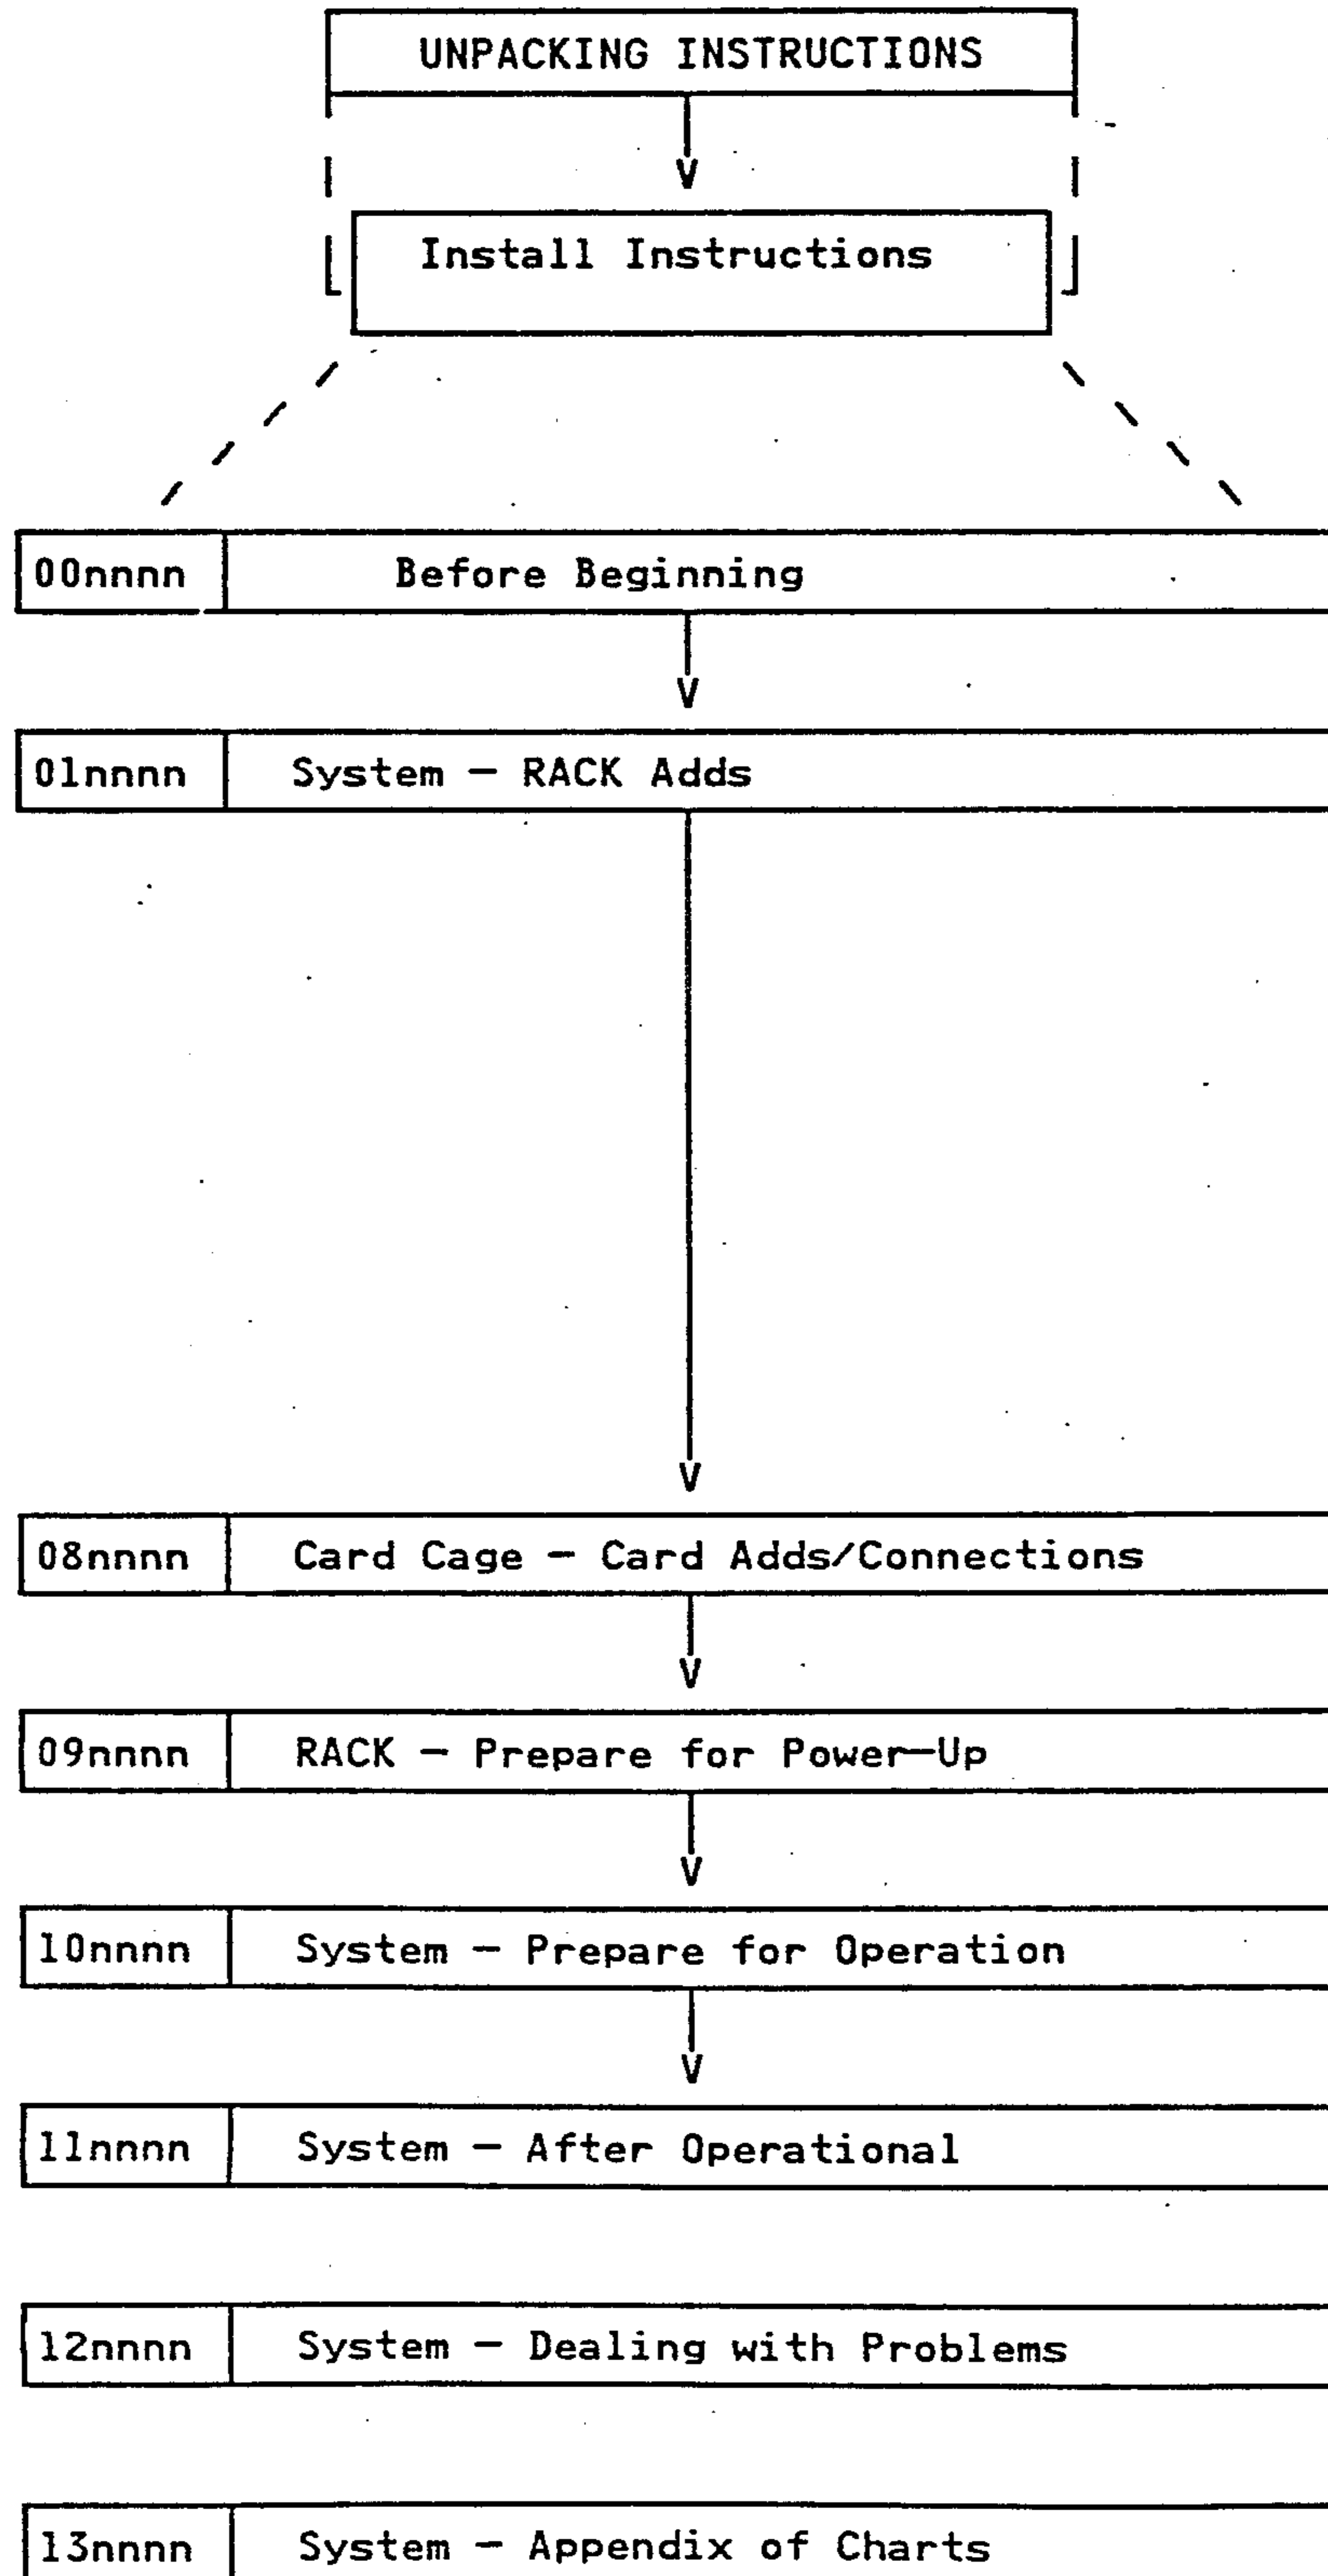 UNPACKING INSTRUCTIONS
Install Instructions
00nnnn Before Beginning
01nnnn System — RACK Adds
08nnnn Card Cage — Card Adds/Connections
09nnnn RACK — Prepare for Power—Up
10nnnn System — Prepare for Operation
11nnnn System — After Operational
12nnnn System — Dealing with Problems
13nnnn System — Appendix of Charts